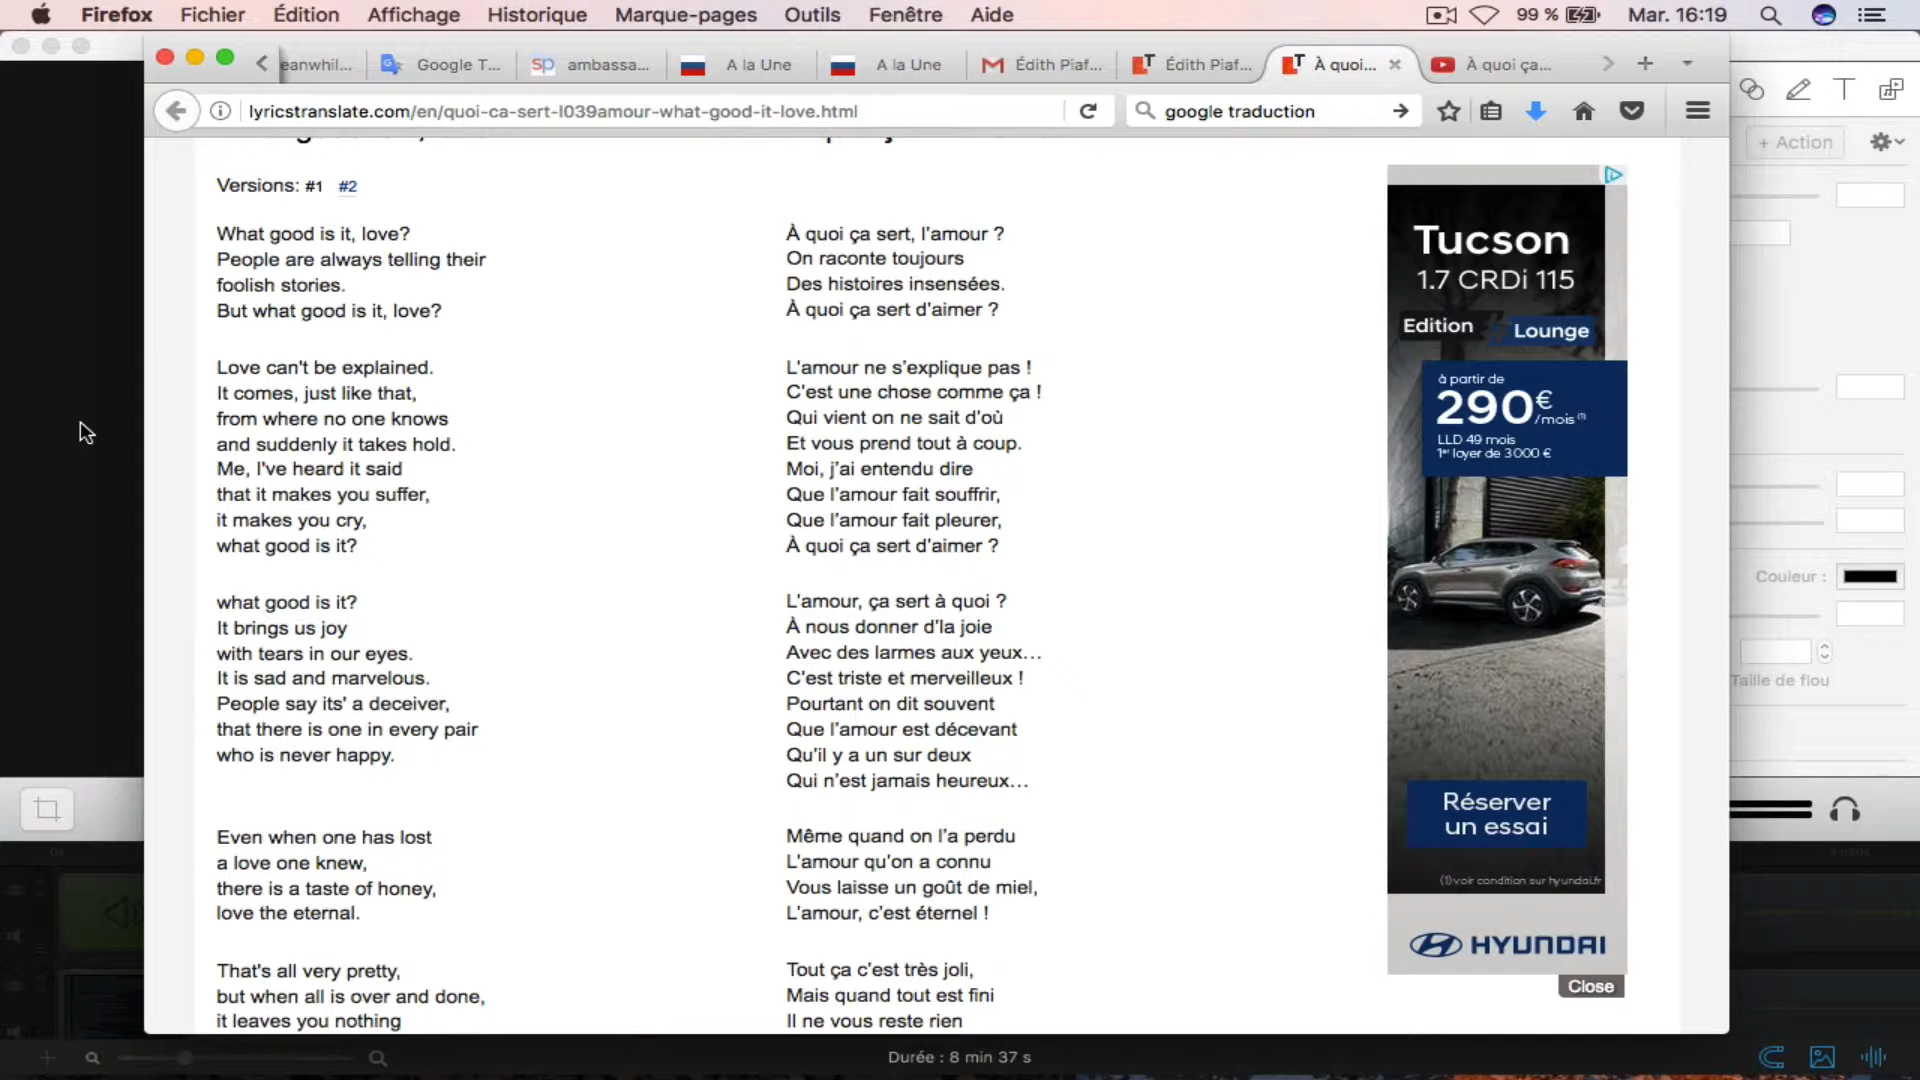 Firefox Fichier Édition Affichage Historique Marque-pages Outils Fenêtre Aide
99 % Mar. 16:19
eanwhil...
Google T...
sp ambassa...
A la Une
A la Une
Édith Piaf...
LT Édith Piaf...
LT À quoi...
À quoi ça...
lyricstranslate.com/en/quoi-ca-sert-l039amour-what-good-it-love.html
google traduction
Versions: #1 #2
What good is it, love?
People are always telling their
foolish stories.
But what good is it, love?
Love can't be explained.
It comes, just like that,
from where no one knows
and suddenly it takes hold.
Me, I've heard it said
that it makes you suffer,
it makes you cry,
what good is it?
what good is it?
It brings us joy
with tears in our eyes.
It is sad and marvelous.
People say its' a deceiver,
that there is one in every pair
who is never happy.
Even when one has lost
a love one knew,
there is a taste of honey,
love the eternal.
That's all very pretty,
but when all is over and done,
it leaves you nothing
À quoi ça sert, l’amour ?
On raconte toujours
Des histoires insensées.
À quoi ça sert d’aimer ?
L’amour ne s’explique pas !
C’est une chose comme ça !
Qui vient on ne sait d’où
Et vous prend tout à coup.
Moi, j’ai entendu dire
Que l’amour fait souffrir,
Que l’amour fait pleurer,
À quoi ça sert d’aimer ?
L’amour, ça sert à quoi ?
À nous donner d’la joie
Avec des larmes aux yeux…
C’est triste et merveilleux !
Pourtant on dit souvent
Que l’amour est décevant
Qu’il y a un sur deux
Qui n’est jamais heureux…
Même quand on l’a perdu
L’amour qu’on a connu
Vous laisse un goût de miel,
L’amour, c’est éternel !
Tout ça c’est très joli,
Mais quand tout est fini
Il ne vous reste rien
Tucson
1.7 CRDi 115
Edition Lounge
à partir de
290€
/mois (1)
LLD 49 mois
1er loyer de 3 000 €
Réserver
un essai
(1) voir condition sur hyundai.fr
HYUNDAI
Close
+ Action
Couleur :
Taille de flou
Durée : 8 min 37 s